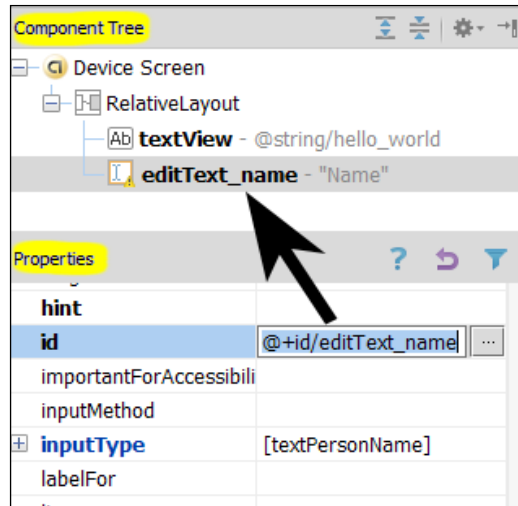 Component Tree
Device Screen
RelativeLayout
Ab textView - @string/hello_world
editText_name - "Name"
Properties
?
hint
id @+id/editText_name ...
importantForAccessibili
inputMethod
inputType [textPersonName]
labelFor